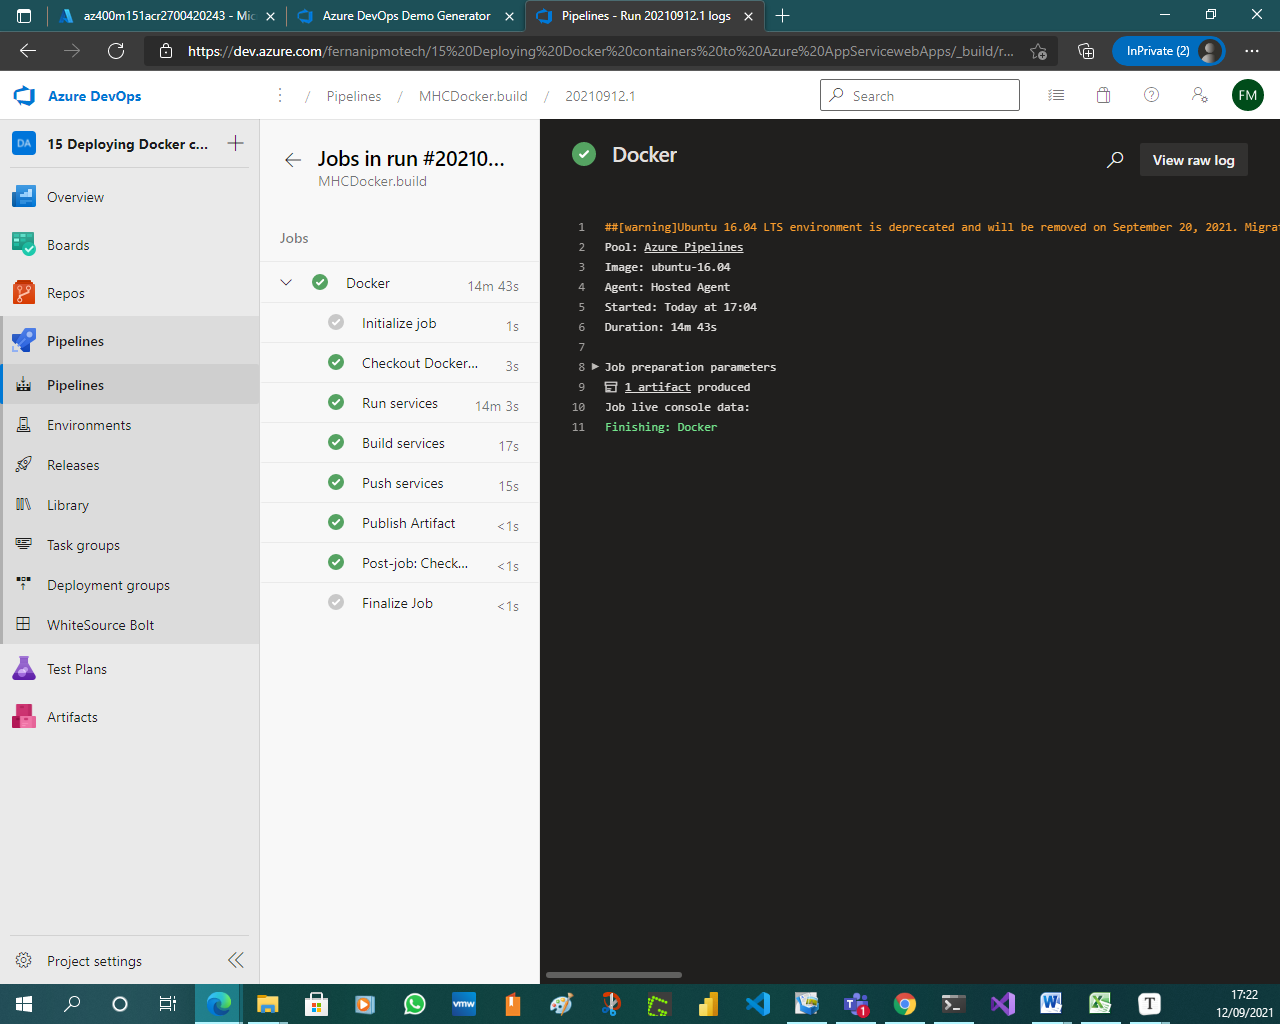 az400m151acr2700420243 - Mic
Azure DevOps Demo Generator
Pipelines - Run 20210912.1 logs
https://dev.azure.com/fernanipmotech/15%20Deploying%20Docker%20containers%20to%20Azure%20AppServicewebApps/_build/r...
InPrivate (2)
Azure DevOps
/ Pipelines / MHCDocker.build / 20210912.1
Search
FM
DA
15 Deploying Docker c...
Overview
Boards
Repos
Pipelines
Pipelines
Environments
Releases
Library
Task groups
Deployment groups
WhiteSource Bolt
Test Plans
Artifacts
Project settings
Jobs in run #20210...
MHCDocker.build
Jobs
Docker 14m 43s
Initialize job 1s
Checkout Docker... 3s
Run services 14m 3s
Build services 17s
Push services 15s
Publish Artifact <1s
Post-job: Check... <1s
Finalize Job <1s
Docker
View raw log
1 ##[warning]Ubuntu 16.04 LTS environment is deprecated and will be removed on September 20, 2021. Migra
2 Pool: Azure Pipelines
3 Image: ubuntu-16.04
4 Agent: Hosted Agent
5 Started: Today at 17:04
6 Duration: 14m 43s
7
8 Job preparation parameters
9 1 artifact produced
10 Job live console data:
11 Finishing: Docker
vmw
1
T
17:22
12/09/2021